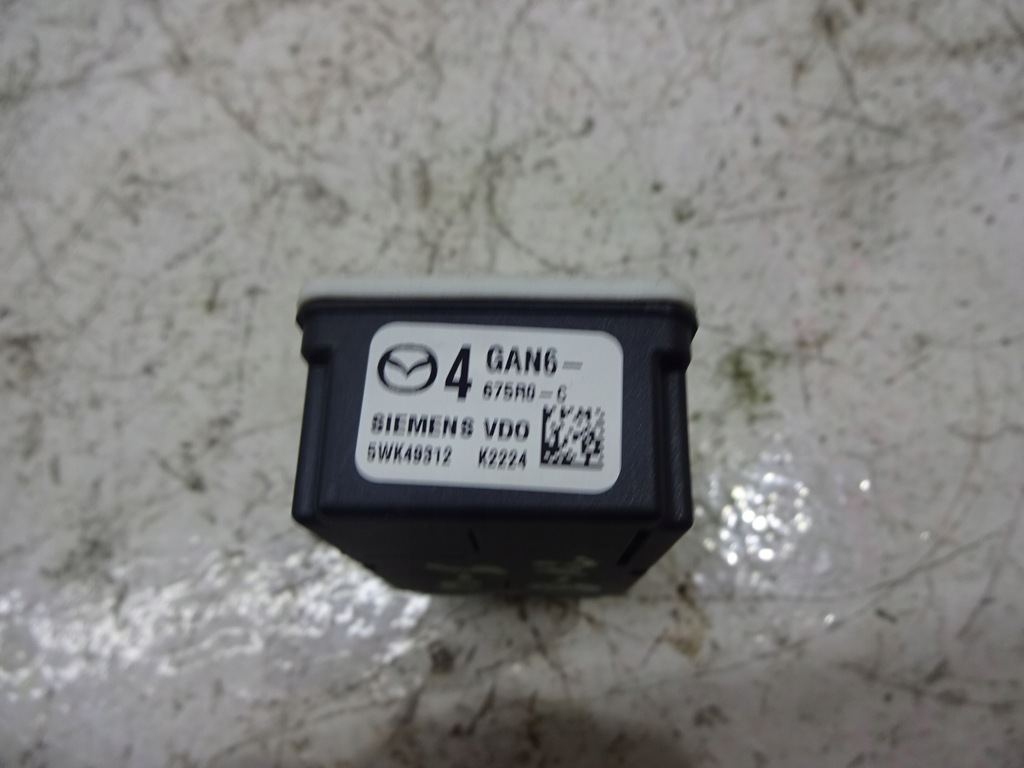 4 GAN6-
675R0-C
SIEMENS VDO
5WK49312 K2224